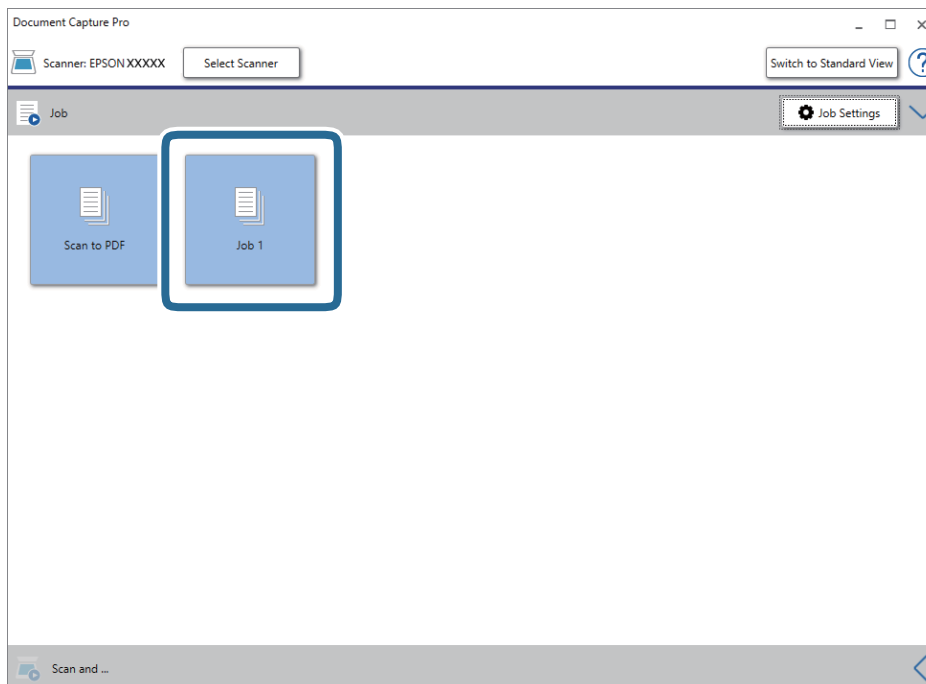 Document Capture Pro
Scanner: EPSON XXXXX
Select Scanner
Switch to Standard View
?
Job
Job Settings
Scan to PDF
Job 1
Scan and ...